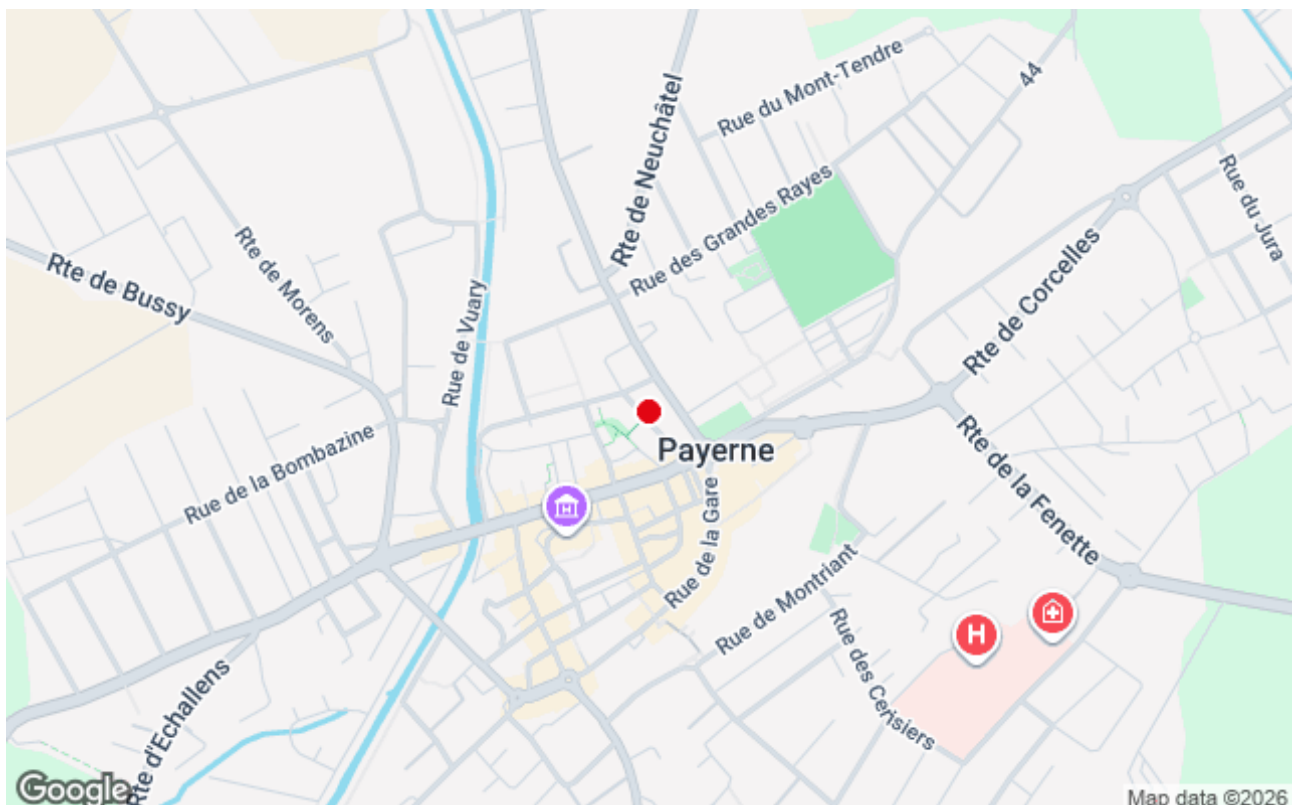 Rue du Mont-Tendre
44
Rte de Neuchâtel
Rue des Grandes Rayes
Rue du Jura
Rte de Morens
Rte de Bussy
Rue de Vuary
Rte de Corcelles
Rue de la Bombazine
Payerne
Rte de la Fenette
H
Rue de la Gare
Rue de Montriant
H
Rue des Cerisiers
Rte d'Echallens
Google
Map data ©2026